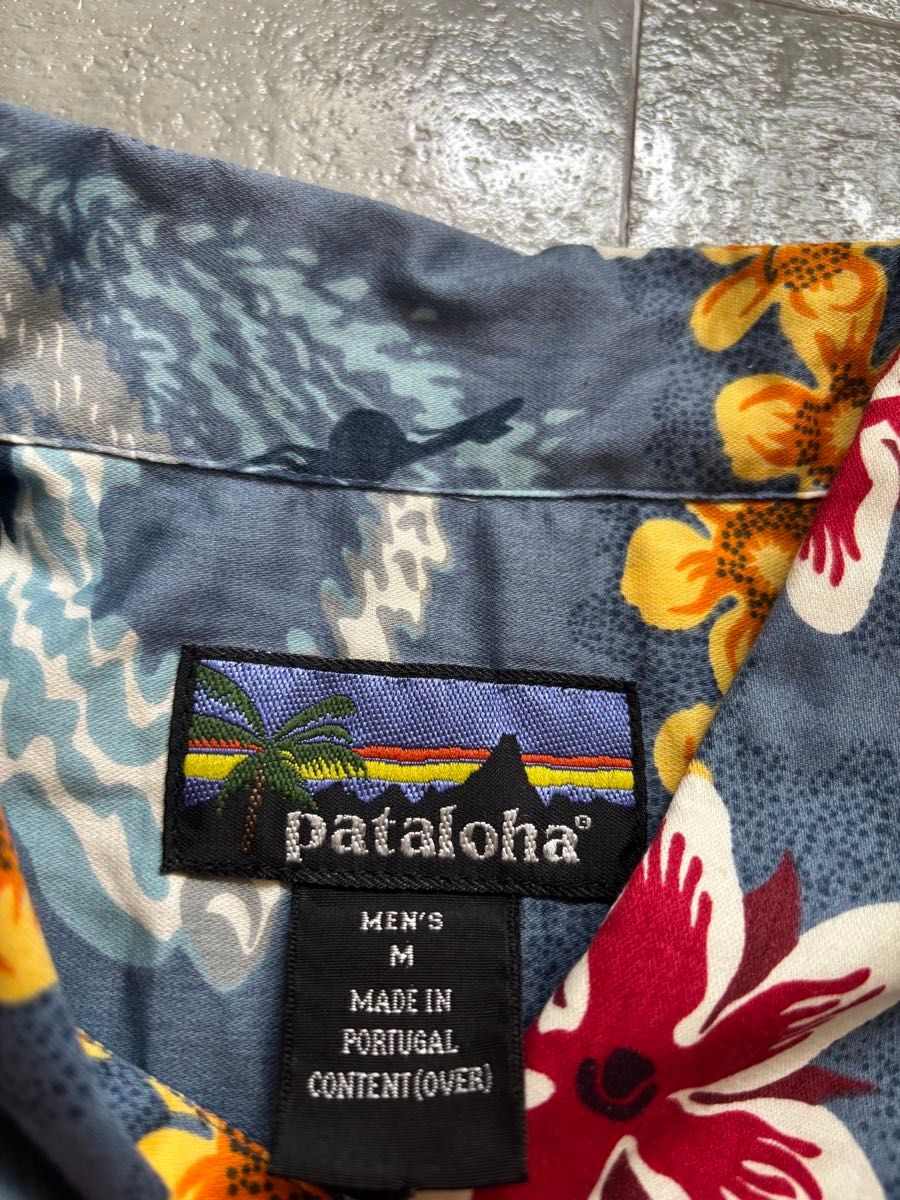 pataloha®
MEN'S
M
MADE IN
PORTUGAL
CONTENT(OVER)